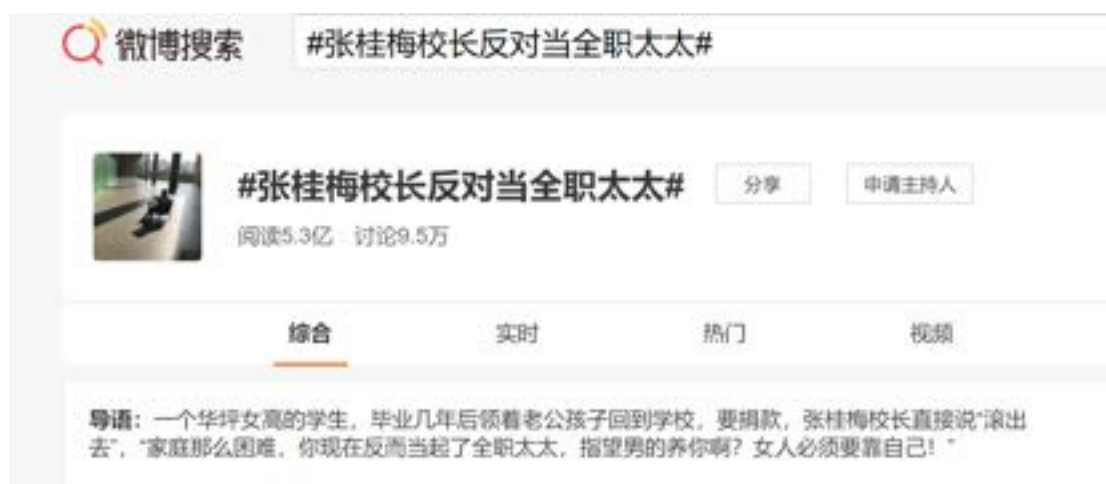 微博搜索 #张桂梅校长反对当全职太太#
#张桂梅校长反对当全职太太# 分享 申请主持人
阅读5.3亿 讨论9.5万
综合 实时 热门 视频
导语：一个华坪女高的学生，毕业几年后领着老公孩子回到学校，要捐款，张桂梅校长直接说“滚出
去”，“家庭那么困难，你现在反而当起了全职太太，指望男的养你啊？女人必须要靠自己！”